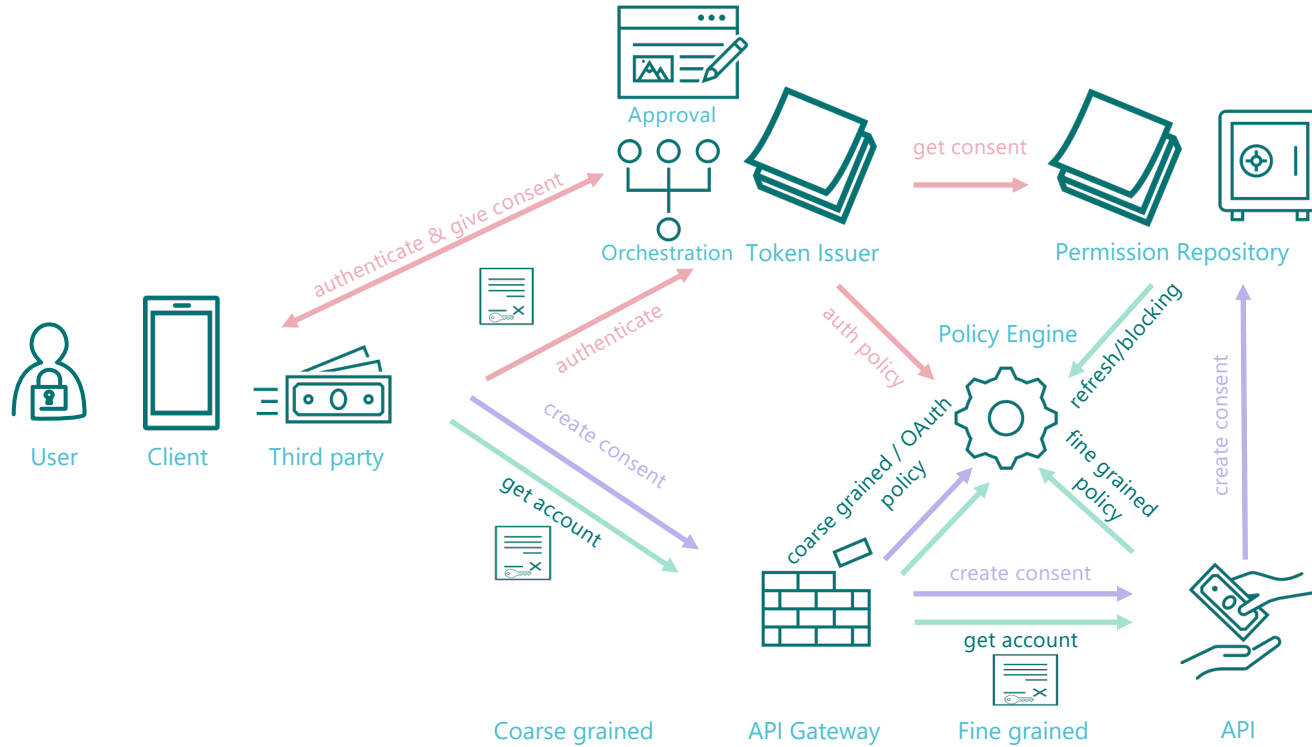 Approval
get consent
authenticate & give consent
Orchestration
Token Issuer
Permission Repository
authenticate
auth policy
Policy Engine
refresh/blocking
create consent
User
Client
Third party
create consent
get account
coarse grained / OAuth
policy
fine grained
policy
create consent
get account
Coarse grained
API Gateway
Fine grained
API